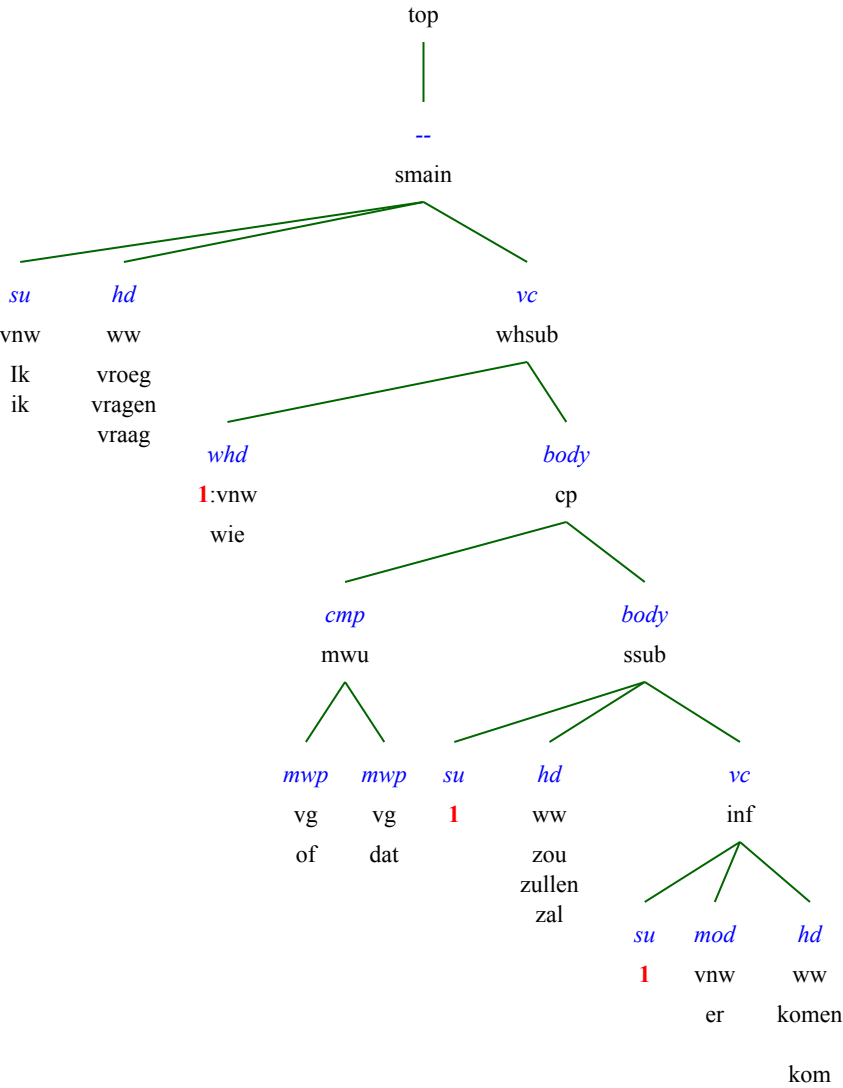 top
--
smain
su hd vc
vnw ww whsub
Ik vroeg
ik vragen
vraag
whd body
1:vnw cp
wie
cmp body
mwu ssub
mwp mwp su hd vc
vg vg 1 ww inf
of dat zou
zullen
zal
su mod hd
1 vnw ww
er komen
kom